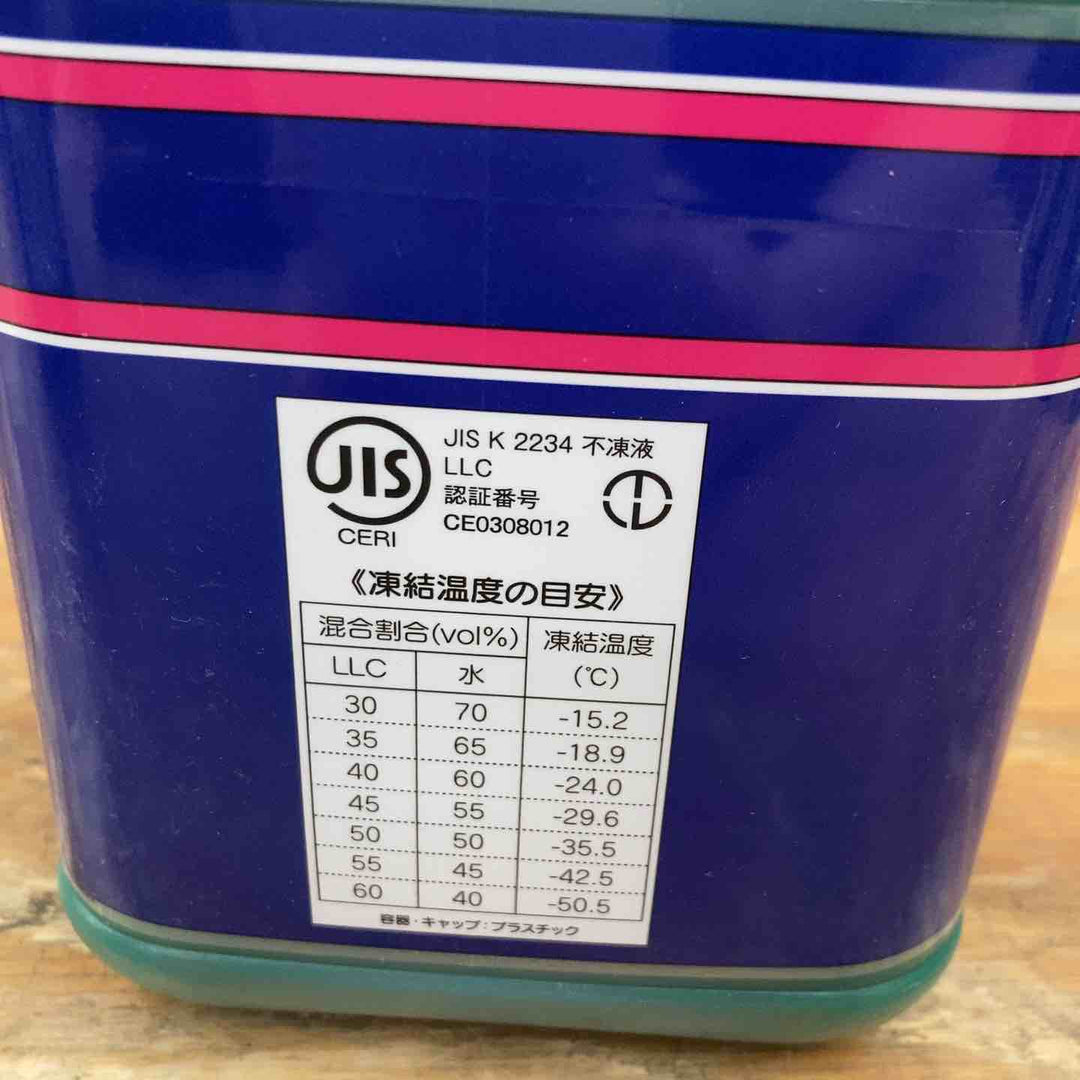 JIS
CERI
JIS K 2234 不凍液
LLC
認証番号
CE0308012
《凍結温度の目安》
混合割合(vol%) 凍結温度
LLC 水 (℃)
30 70 -15.2
35 65 -18.9
40 60 -24.0
45 55 -29.6
50 50 -35.5
55 45 -42.5
60 40 -50.5
容器・キャップ:プラスチック